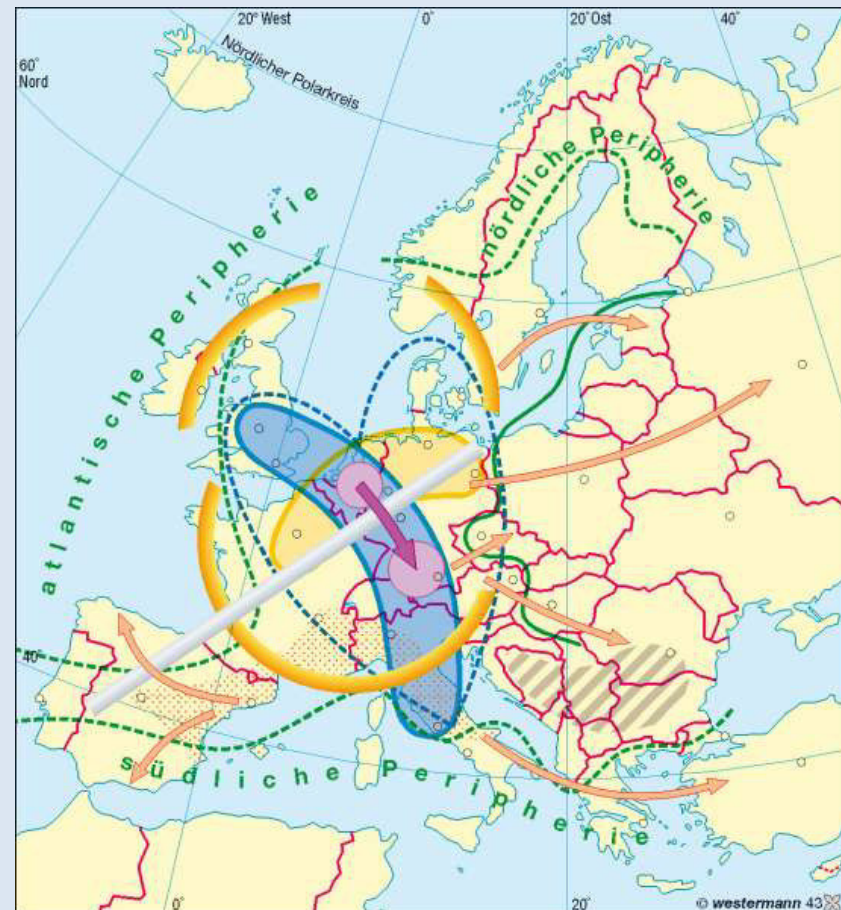 20° West
0°
20° Ost
40°
60°
Nord
Nördlicher Polarkreis
nördliche Peripherie
atlantische Peripherie
40°
südliche Peripherie
0°
20°
© westermann 43